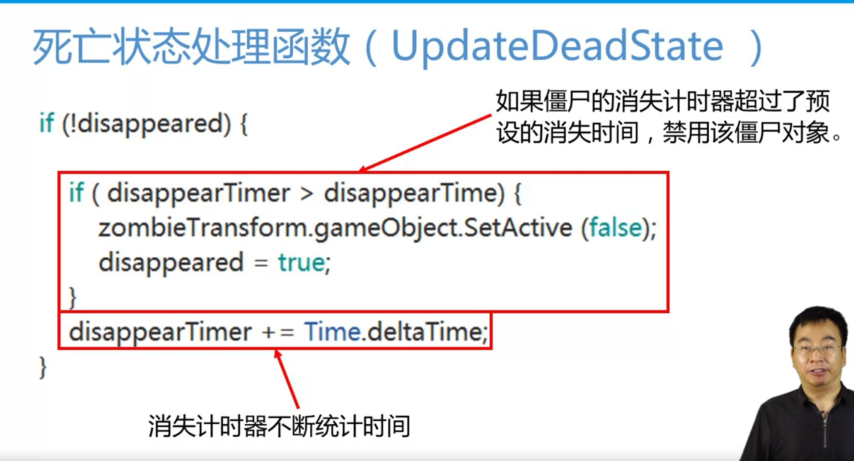 死亡状态处理函数（UpdateDeadState ）
如果僵尸的消失计时器超过了预
设的消失时间，禁用该僵尸对象。
if (!disappeared) {
if ( disappearTimer > disappearTime) {
zombieTransform.gameObject.SetActive (false);
disappeared = true;
}
disappearTimer += Time.deltaTime;
}
消失计时器不断统计时间